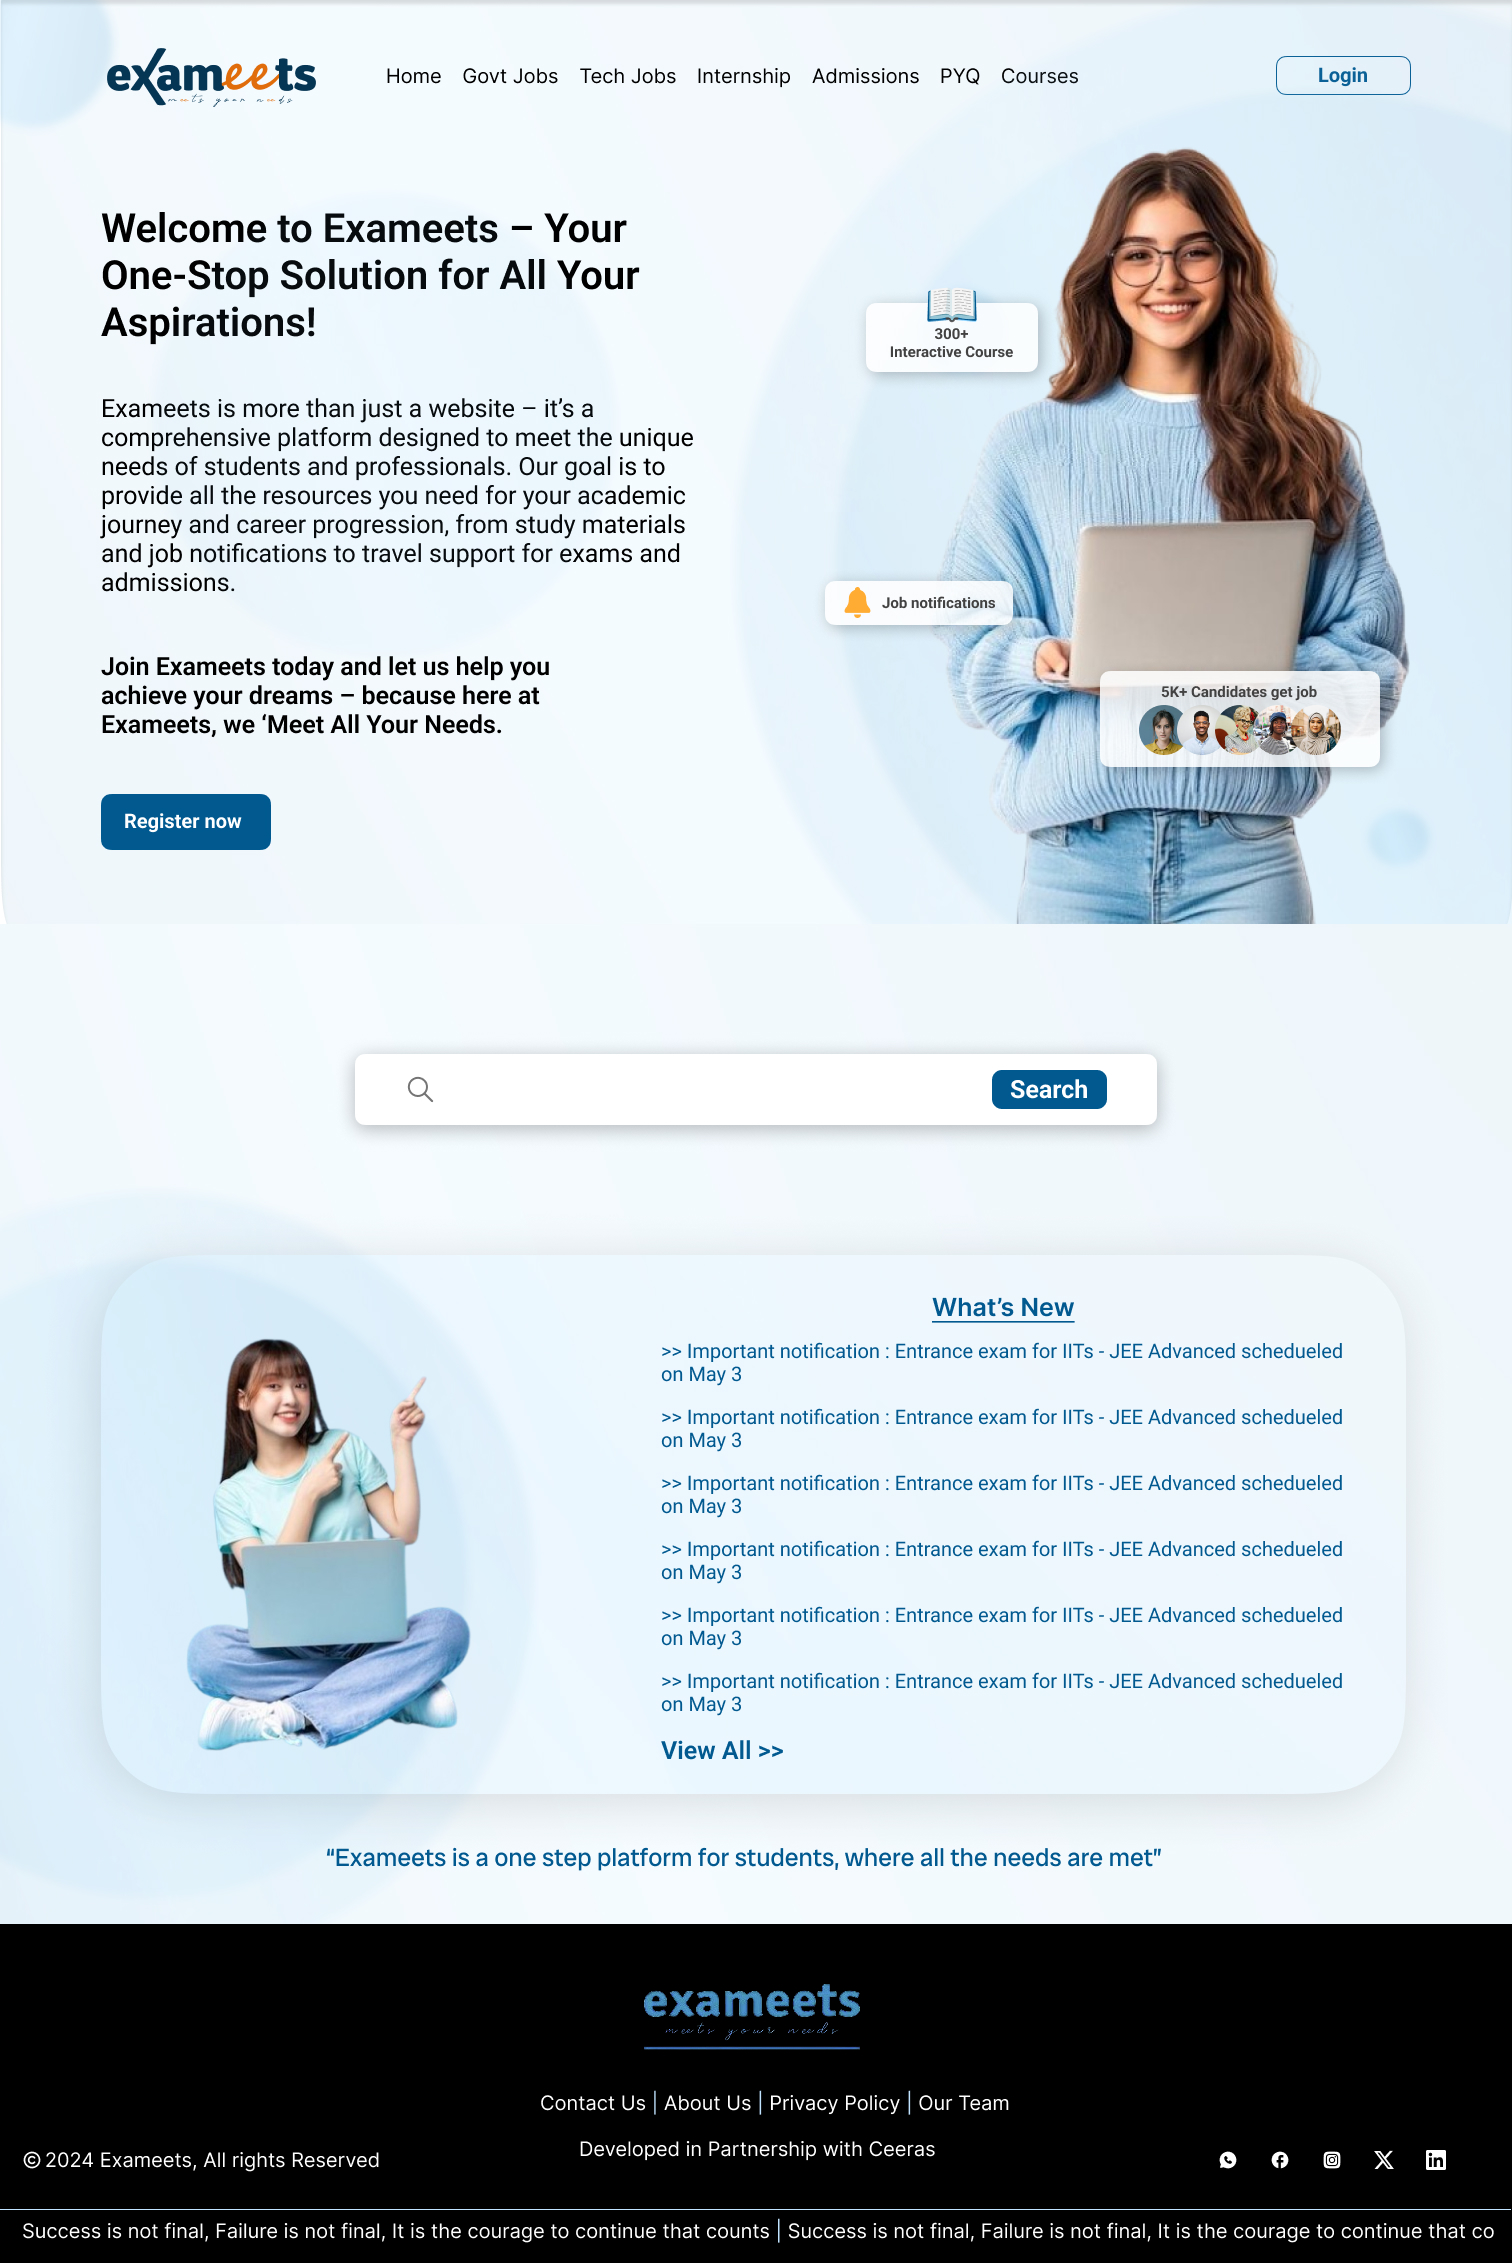 exameets
meets your needs
Home Govt Jobs Tech Jobs Internship Admissions PYQ Courses
Login
Welcome to Exameets – Your
One-Stop Solution for All Your
Aspirations!
Exameets is more than just a website – it’s a
comprehensive platform designed to meet the unique
needs of students and professionals. Our goal is to
provide all the resources you need for your academic
journey and career progression, from study materials
and job notifications to travel support for exams and
admissions.
Join Exameets today and let us help you
achieve your dreams – because here at
Exameets, we ‘Meet All Your Needs.
Register now
300+
Interactive Course
Job notifications
5K+ Candidates get job
Search
What’s New
>> Important notification : Entrance exam for IITs - JEE Advanced schedueled
on May 3
>> Important notification : Entrance exam for IITs - JEE Advanced schedueled
on May 3
>> Important notification : Entrance exam for IITs - JEE Advanced schedueled
on May 3
>> Important notification : Entrance exam for IITs - JEE Advanced schedueled
on May 3
>> Important notification : Entrance exam for IITs - JEE Advanced schedueled
on May 3
>> Important notification : Entrance exam for IITs - JEE Advanced schedueled
on May 3
View All >>
“Exameets is a one step platform for students, where all the needs are met”
exameets
meets your needs
Contact Us | About Us | Privacy Policy | Our Team
Developed in Partnership with Ceeras
© 2024 Exameets, All rights Reserved
Success is not final, Failure is not final, It is the courage to continue that counts | Success is not final, Failure is not final, It is the courage to continue that co